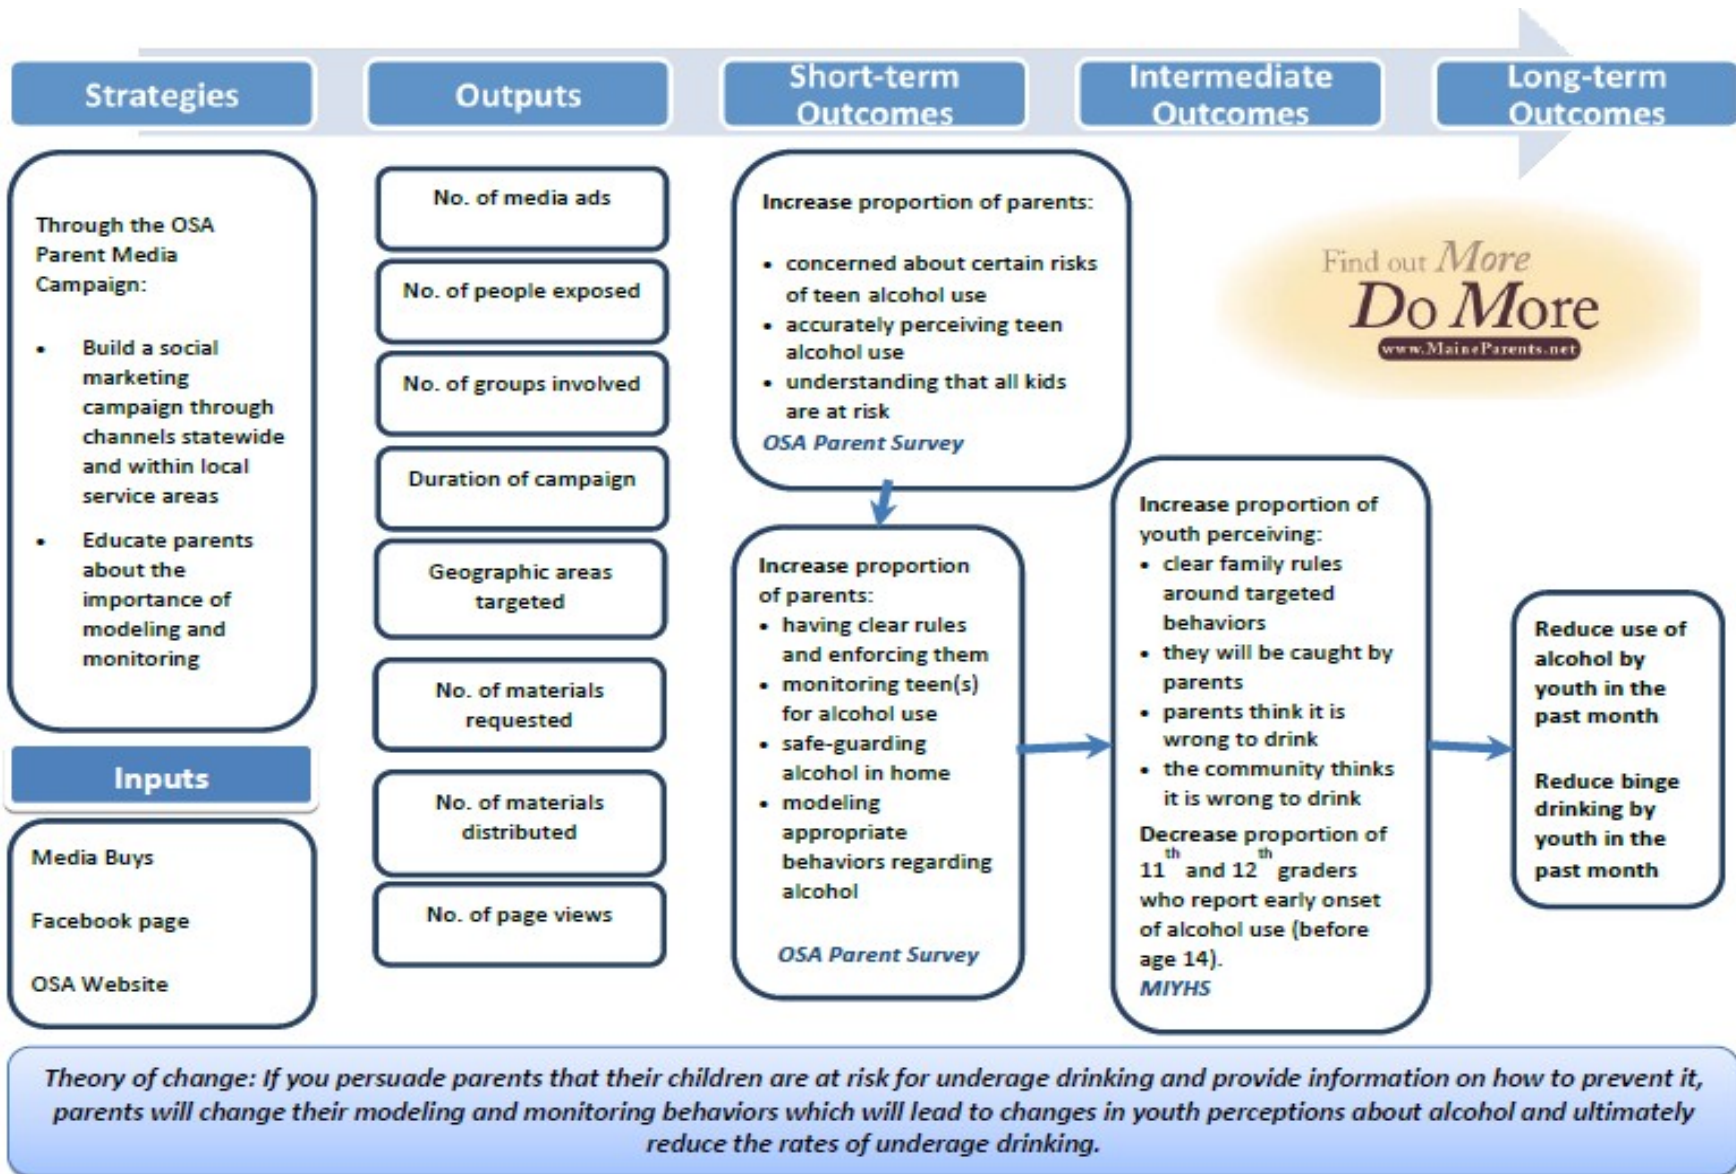 Strategies
Outputs
Short-term
Outcomes
Intermediate
Outcomes
Long-term
Outcomes
Through the OSA
Parent Media
Campaign:
• Build a social
marketing
campaign through
channels statewide
and within local
service areas
• Educate parents
about the
importance of
modeling and
monitoring
Inputs
Media Buys
Facebook page
OSA Website
No. of media ads
No. of people exposed
No. of groups involved
Duration of campaign
Geographic areas
targeted
No. of materials
requested
No. of materials
distributed
No. of page views
Increase proportion of parents:
• concerned about certain risks
of teen alcohol use
• accurately perceiving teen
alcohol use
• understanding that all kids
are at risk
OSA Parent Survey
Increase proportion
of parents:
• having clear rules
and enforcing them
• monitoring teen(s)
for alcohol use
• safe-guarding
alcohol in home
• modeling
appropriate
behaviors regarding
alcohol
OSA Parent Survey
Find out More
Do More
www.MaineParents.net
Increase proportion of
youth perceiving:
• clear family rules
around targeted
behaviors
• they will be caught by
parents
• parents think it is
wrong to drink
• the community thinks
it is wrong to drink
Decrease proportion of
11th and 12th graders
who report early onset
of alcohol use (before
age 14).
MIYHS
Reduce use of
alcohol by
youth in the
past month
Reduce binge
drinking by
youth in the
past month
Theory of change: If you persuade parents that their children are at risk for underage drinking and provide information on how to prevent it,
parents will change their modeling and monitoring behaviors which will lead to changes in youth perceptions about alcohol and ultimately
reduce the rates of underage drinking.